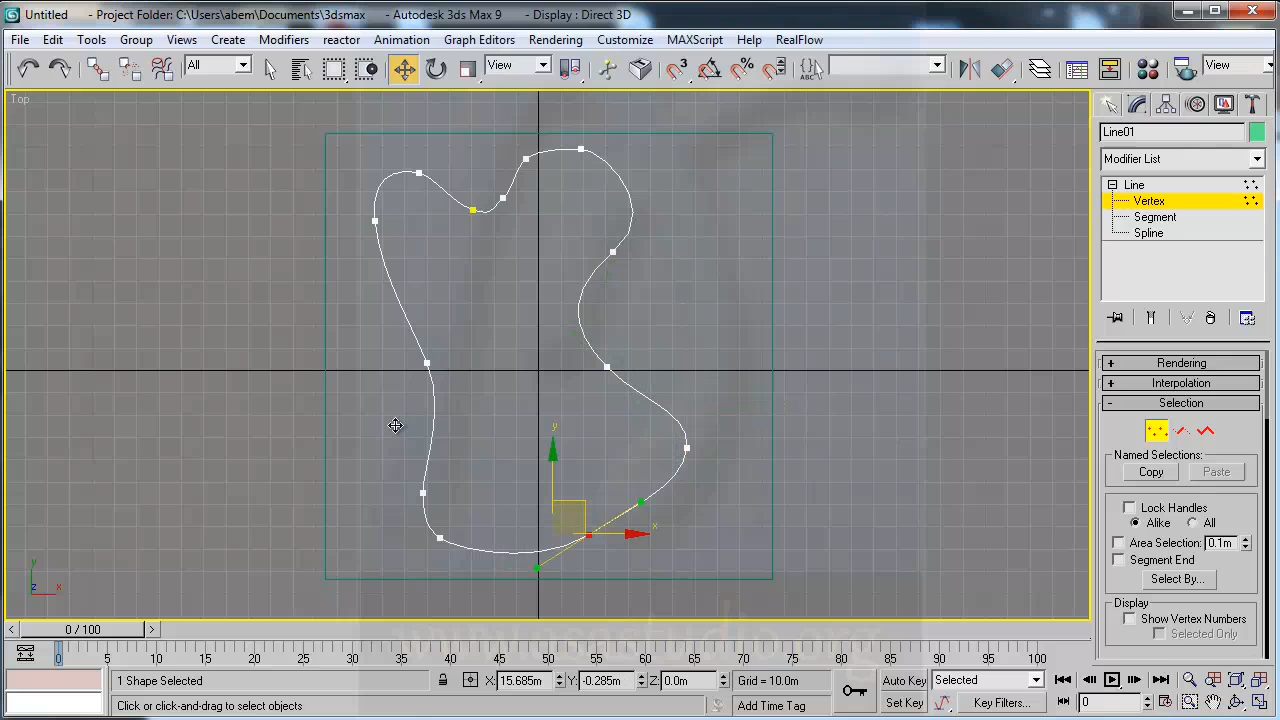 Untitled - Project Folder: C:\Users\abem\Documents\3dsmax - Autodesk 3ds Max 9 - Display : Direct 3D
File Edit Tools Group Views Create Modifiers reactor Animation Graph Editors Rendering Customize MAXScript Help RealFlow
All View 3 % ABC View
Top
Line01
Modifier List
Line
Vertex
Segment
Spline
+ Rendering
+ Interpolation
- Selection
Named Selections:
Copy Paste
Lock Handles
Alike All
Area Selection: 0.1m
Segment End
Select By...
Display
Show Vertex Numbers
Selected Only
y
x
y
z x
www.psastudio.org
< 0 / 100 >
0 5 10 15 20 25 30 35 40 45 50 55 60 65 70 75 80 85 90 95 100
1 Shape Selected X: 15.685m Y: -0.285m Z: 0.0m Grid = 10.0m Auto Key Selected
Click or click-and-drag to select objects Add Time Tag Set Key Key Filters... 0